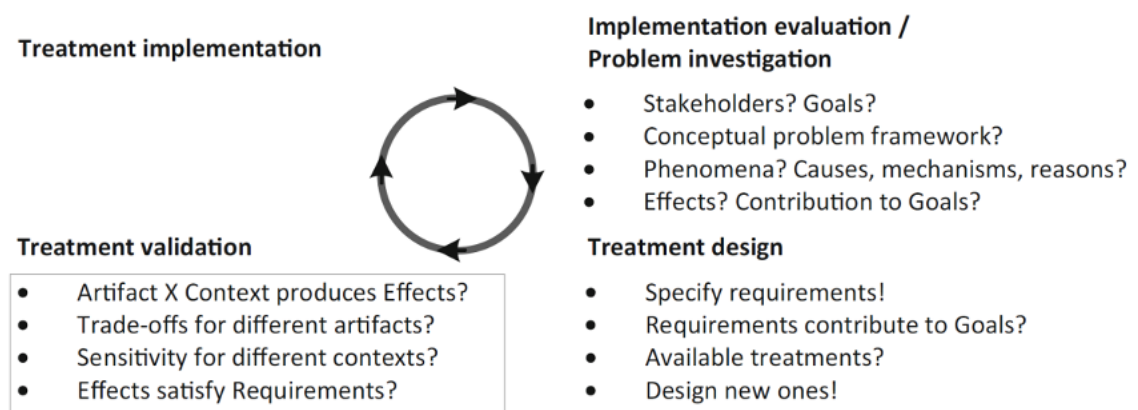 Treatment implementation
Implementation evaluation /
Problem investigation
• Stakeholders? Goals?
• Conceptual problem framework?
• Phenomena? Causes, mechanisms, reasons?
• Effects? Contribution to Goals?
Treatment validation
• Artifact X Context produces Effects?
• Trade-offs for different artifacts?
• Sensitivity for different contexts?
• Effects satisfy Requirements?
Treatment design
• Specify requirements!
• Requirements contribute to Goals?
• Available treatments?
• Design new ones!